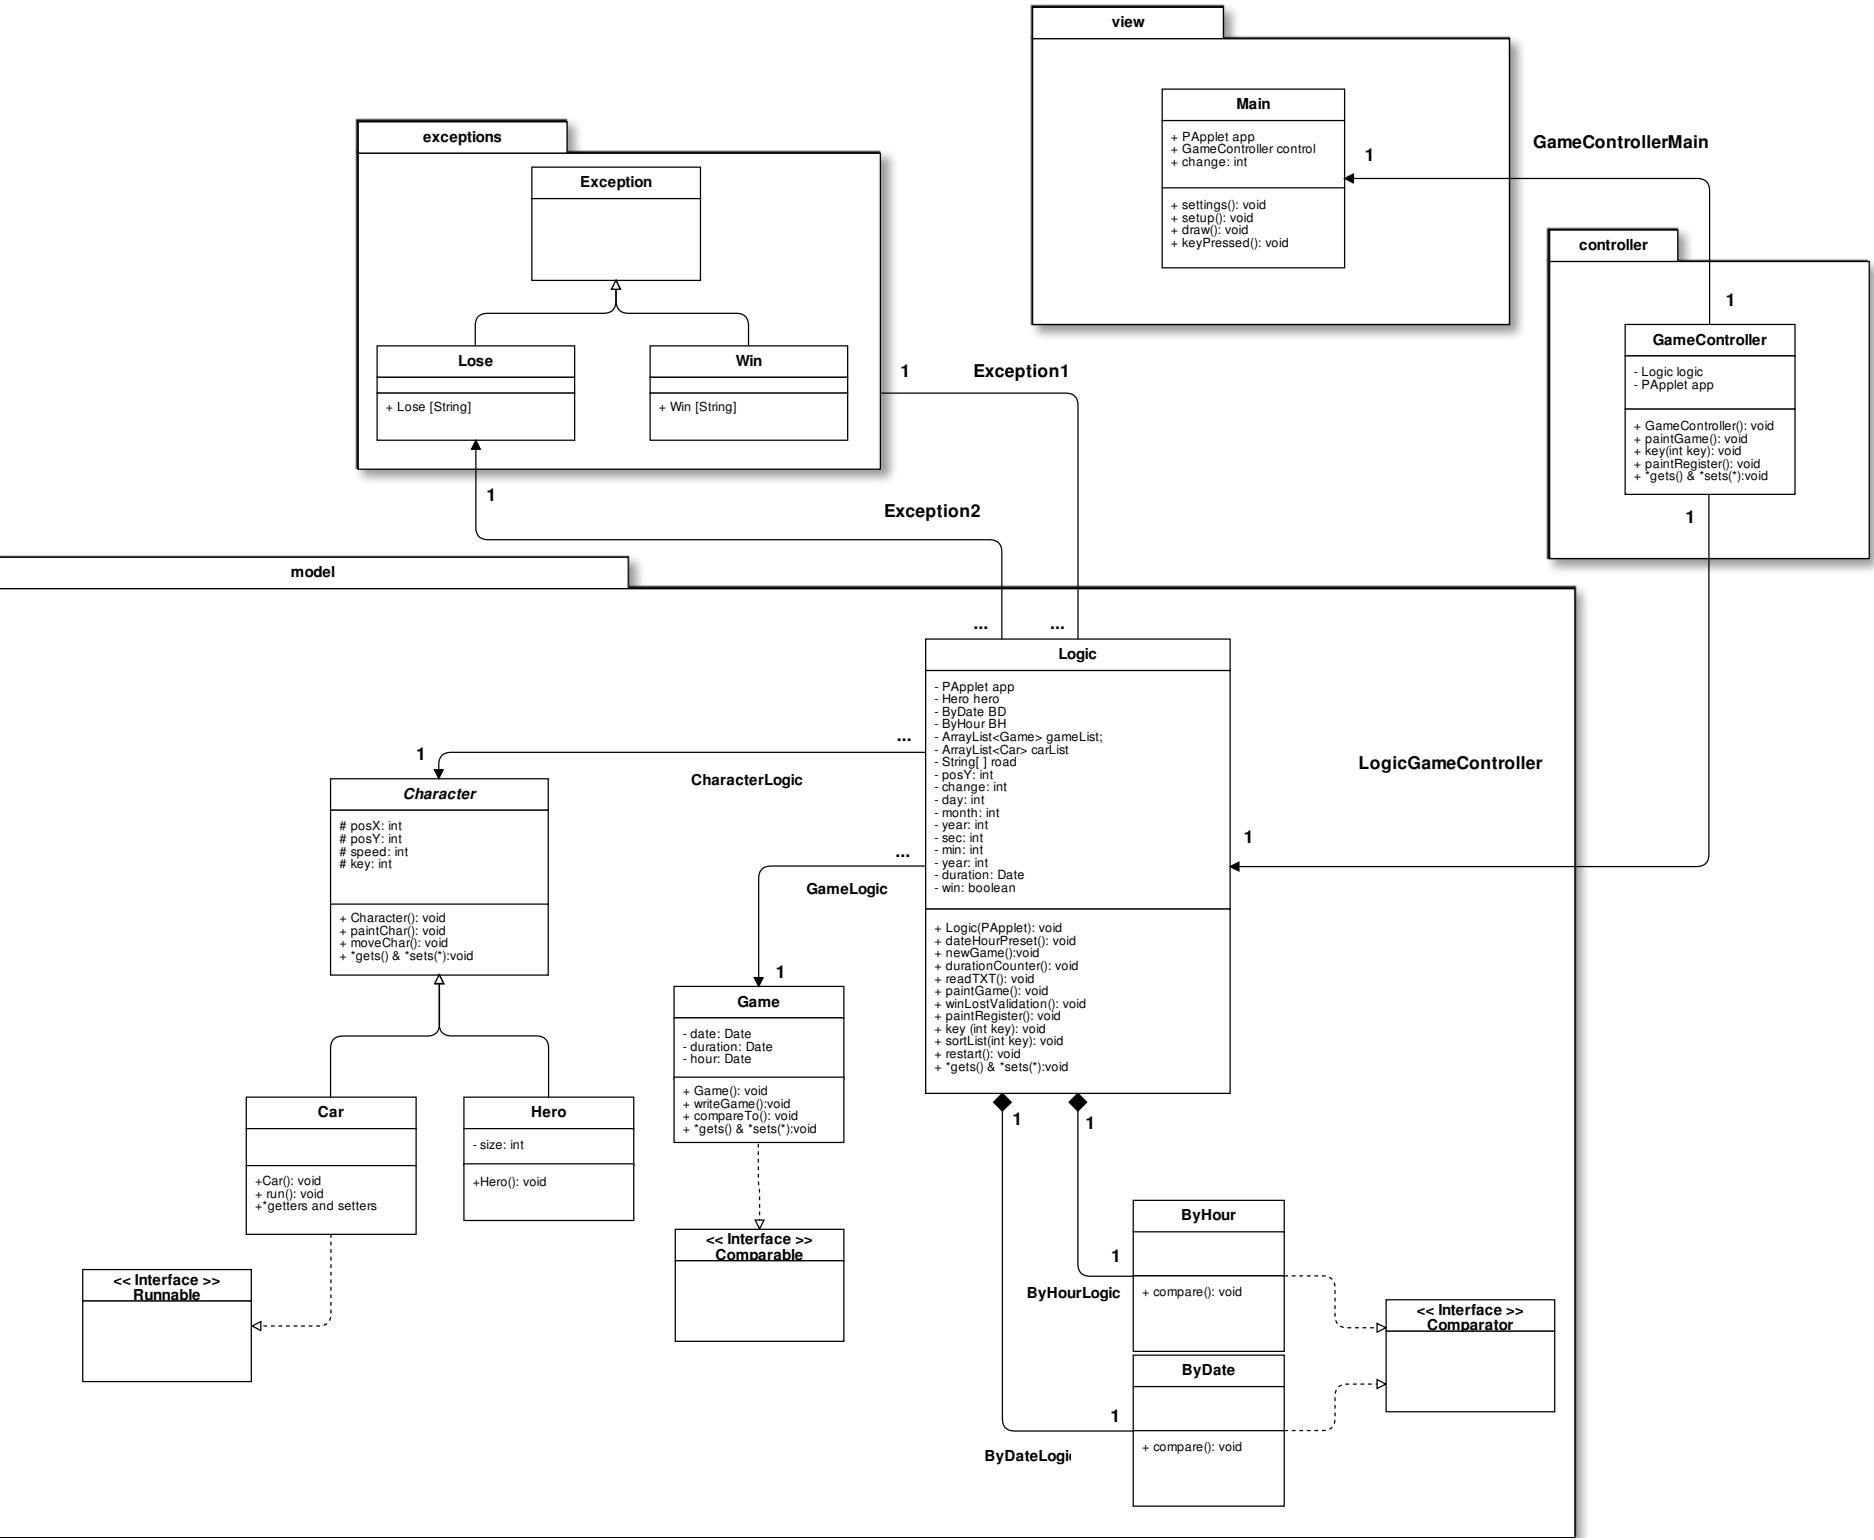 view
Main
+ PApplet app
+ GameController control
+ change: int
+ settings(): void
+ setup(): void
+ draw(): void
+ keyPressed(): void
GameControllerMain
1
1
exceptions
Exception
Lose
+ Lose [String]
Win
+ Win [String]
1
Exception1
1
Exception2
controller
GameController
- Logic logic
- PApplet app
+ GameController(): void
+ paintGame(): void
+ key(int key): void
+ paintRegister(): void
+ *gets() & *sets(*):void
1
model
...
...
Logic
- PApplet app
- Hero hero
- ByDate BD
- ByHour BH
- ArrayList<Game> gameList;
- ArrayList<Car> carList
- String[ ] road
- posY: int
- change: int
- day: int
- month: int
- year: int
- sec: int
- min: int
- year: int
- duration: Date
- win: boolean
+ Logic(PApplet): void
+ dateHourPreset(): void
+ newGame():void
+ durationCounter(): void
+ readTXT(): void
+ paintGame(): void
+ winLostValidation(): void
+ paintRegister(): void
+ key (int key): void
+ sortList(int key): void
+ restart(): void
+ *gets() & *sets(*):void
LogicGameController
1
...
1
CharacterLogic
Character
# posX: int
# posY: int
# speed: int
# key: int
+ Character(): void
+ paintChar(): void
+ moveChar(): void
+ *gets() & *sets(*):void
...
GameLogic
1
Game
- date: Date
- duration: Date
- hour: Date
+ Game(): void
+ writeGame():void
+ compareTo(): void
+ *gets() & *sets(*):void
Car
+Car(): void
+ run(): void
+*getters and setters
Hero
- size: int
+Hero(): void
<< Interface >>
Runnable
<< Interface >>
Comparable
1
1
ByHour
+ compare(): void
1
ByHourLogic
<< Interface >>
Comparator
ByDate
+ compare(): void
1
ByDateLogi